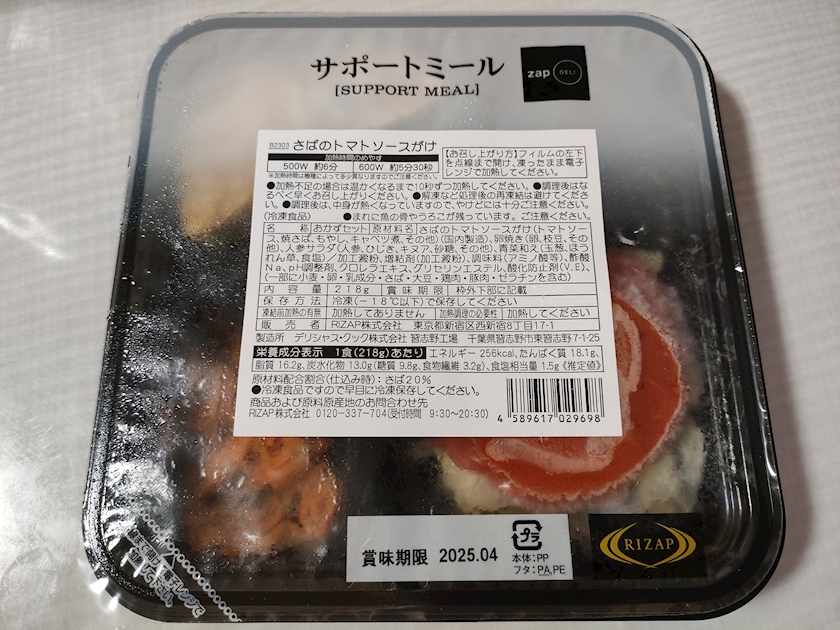 サポートミール
[SUPPORT MEAL]
zap DELI
B2303 さばのトマトソースがけ
加熱時間のめやす
500W 約6分 600W 約5分30秒
※加熱時間は機種によって多少異なりますのでご注意ください。
【お召し上がり方】フィルムの左下
を点線まで開け、凍ったまま電子
レンジで加熱してください。
●加熱不足の場合は温かくなるまで10秒ずつ加熱してください。●調理後はな
るべく早くお召し上がりください。●解凍など処理後の再凍結は避けてくださ
い。●調理後は、中身が熱くなっていますので、やけどには十分ご注意ください。
(冷凍食品) ●まれに魚の骨やうろこが残っています。ご注意ください。
名 称 おかずセット 原材料名 さばのトマトソースがけ(トマトソー
ス、焼さば、もやし、キャベツ煮、その他)(国内製造)、卵焼き(卵、枝豆、その
他)、人参サラダ(人参、ひじき、キヌア、砂糖、その他)、青菜和え(玉葱、ほう
れん草、食塩)/加工澱粉、増粘剤(加工澱粉)、調味料(アミノ酸等)、酢酸
Na、pH調整剤、クロレラエキス、グリセリンエステル、酸化防止剤(V.E)、
(一部に小麦・卵・乳成分・さば・大豆・鶏肉・豚肉・ゼラチンを含む)
内 容 量 218g 賞味期限 枠外下部に記載
保存方法 冷凍(-18℃以下)で保存してください
凍結前加熱の有無 加熱してありません 加熱調理の必要性 加熱してください
販 売 者 RIZAP株式会社 東京都新宿区西新宿8丁目17-1
製造所 デリシャス・クック株式会社 習志野工場 千葉県習志野市東習志野7-1-25
栄養成分表示 1食(218g)あたり エネルギー 256kcal、たんぱく質 18.1g、
脂質 16.2g、炭水化物 13.0g(糖質 9.8g、食物繊維 3.2g)、食塩相当量 1.5g《推定値》
原材料配合割合(仕込み時):さば20%
●冷凍食品ですので早目に冷凍保存してください。
商品および原料原産地のお問合わせ先
RIZAP株式会社 0120-337-704(受付時間 9:30~20:30)
4 589617 029698
賞味期限 2025.04
プラ
本体:PP
フタ:PA,PE
RIZAP